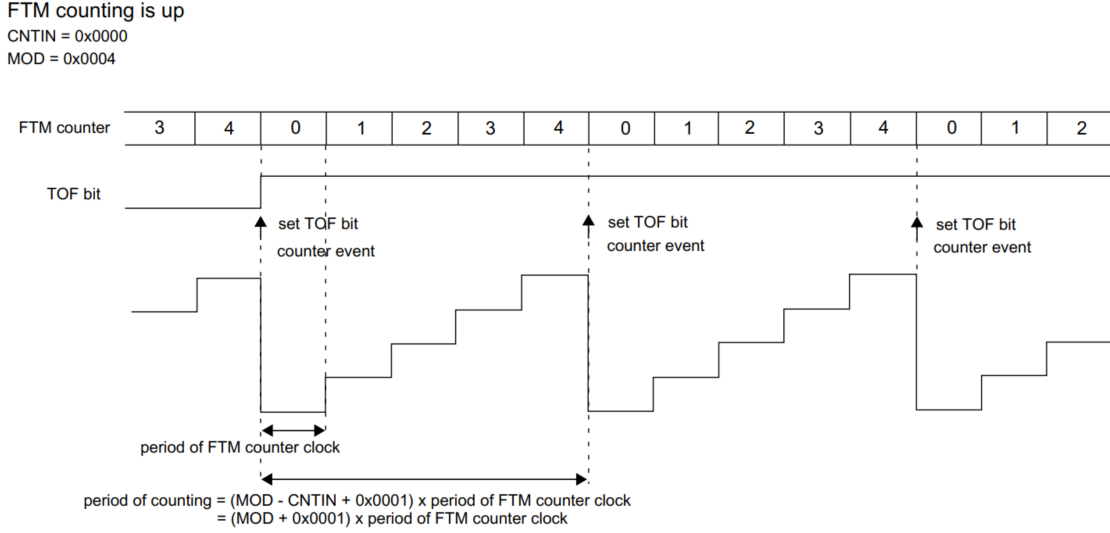 FTM counting is up
CNTIN = 0x0000
MOD = 0x0004
FTM counter 3 4 0 1 2 3 4 0 1 2 3 4 0 1 2
TOF bit
set TOF bit set TOF bit set TOF bit
counter event counter event counter event
period of FTM counter clock
period of counting = (MOD - CNTIN + 0x0001) x period of FTM counter clock
= (MOD + 0x0001) x period of FTM counter clock